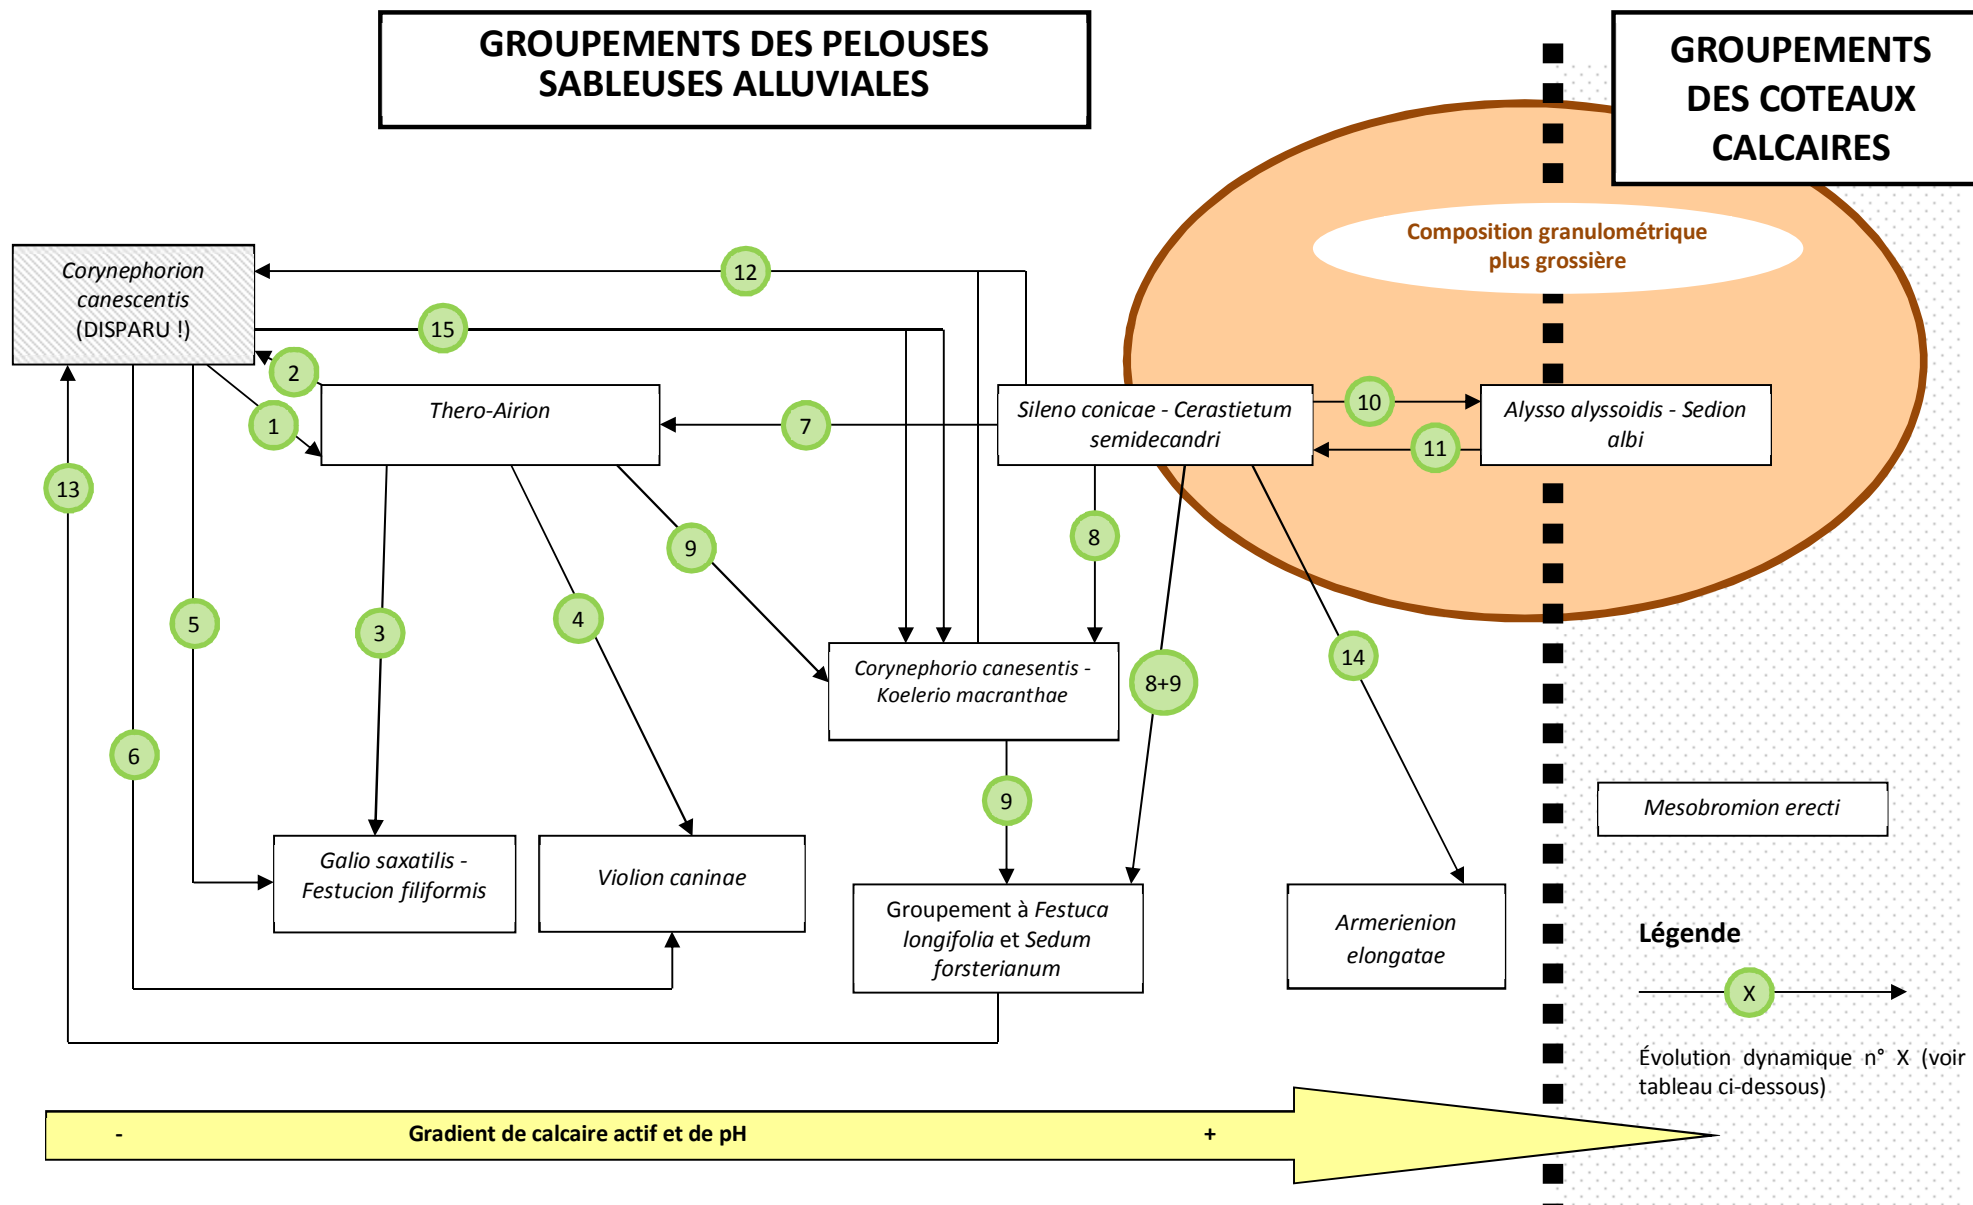 GROUPEMENTS DES PELOUSES
SABLEUSES ALLUVIALES
GROUPEMENTS
DES COTEAUX
CALCAIRES
Composition granulométrique
plus grossière
Corynephorion
canescentis
(DISPARU !)
12
15
2
1
Thero-Airion
7
Sileno conicae - Cerastietum
semidecandri
10
11
Alysso alyssoidis - Sedion
albi
13
5
3
4
9
8
6
Corynephorio canesentis -
Koelerio macranthae
8+9
14
9
Galio saxatilis -
Festucion filiformis
Violion caninae
Groupement à Festuca
longifolia et Sedum
forsterianum
Armerienion
elongatae
Mesobromion erecti
Légende
X
Évolution dynamique n° X (voir
tableau ci-dessous)
- Gradient de calcaire actif et de pH +